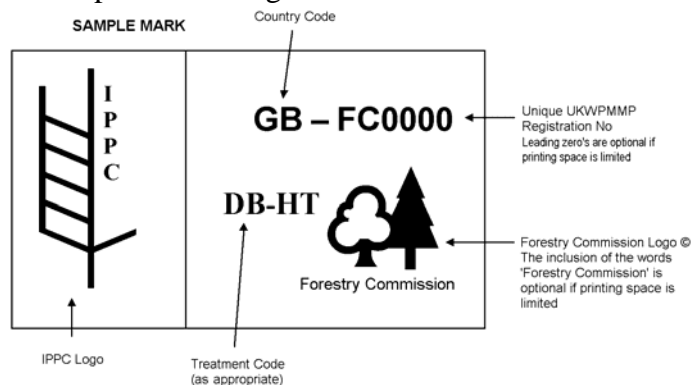 SAMPLE MARK
Country Code
I
P
P
C
GB – FC0000
Unique UKWPMMP
Registration No
Leading zero's are optional if
printing space is limited
DB-HT
Forestry Commission
Forestry Commission Logo ©
The inclusion of the words
'Forestry Commission' is
optional if printing space is
limited
IPPC Logo
Treatment Code
(as appropriate)